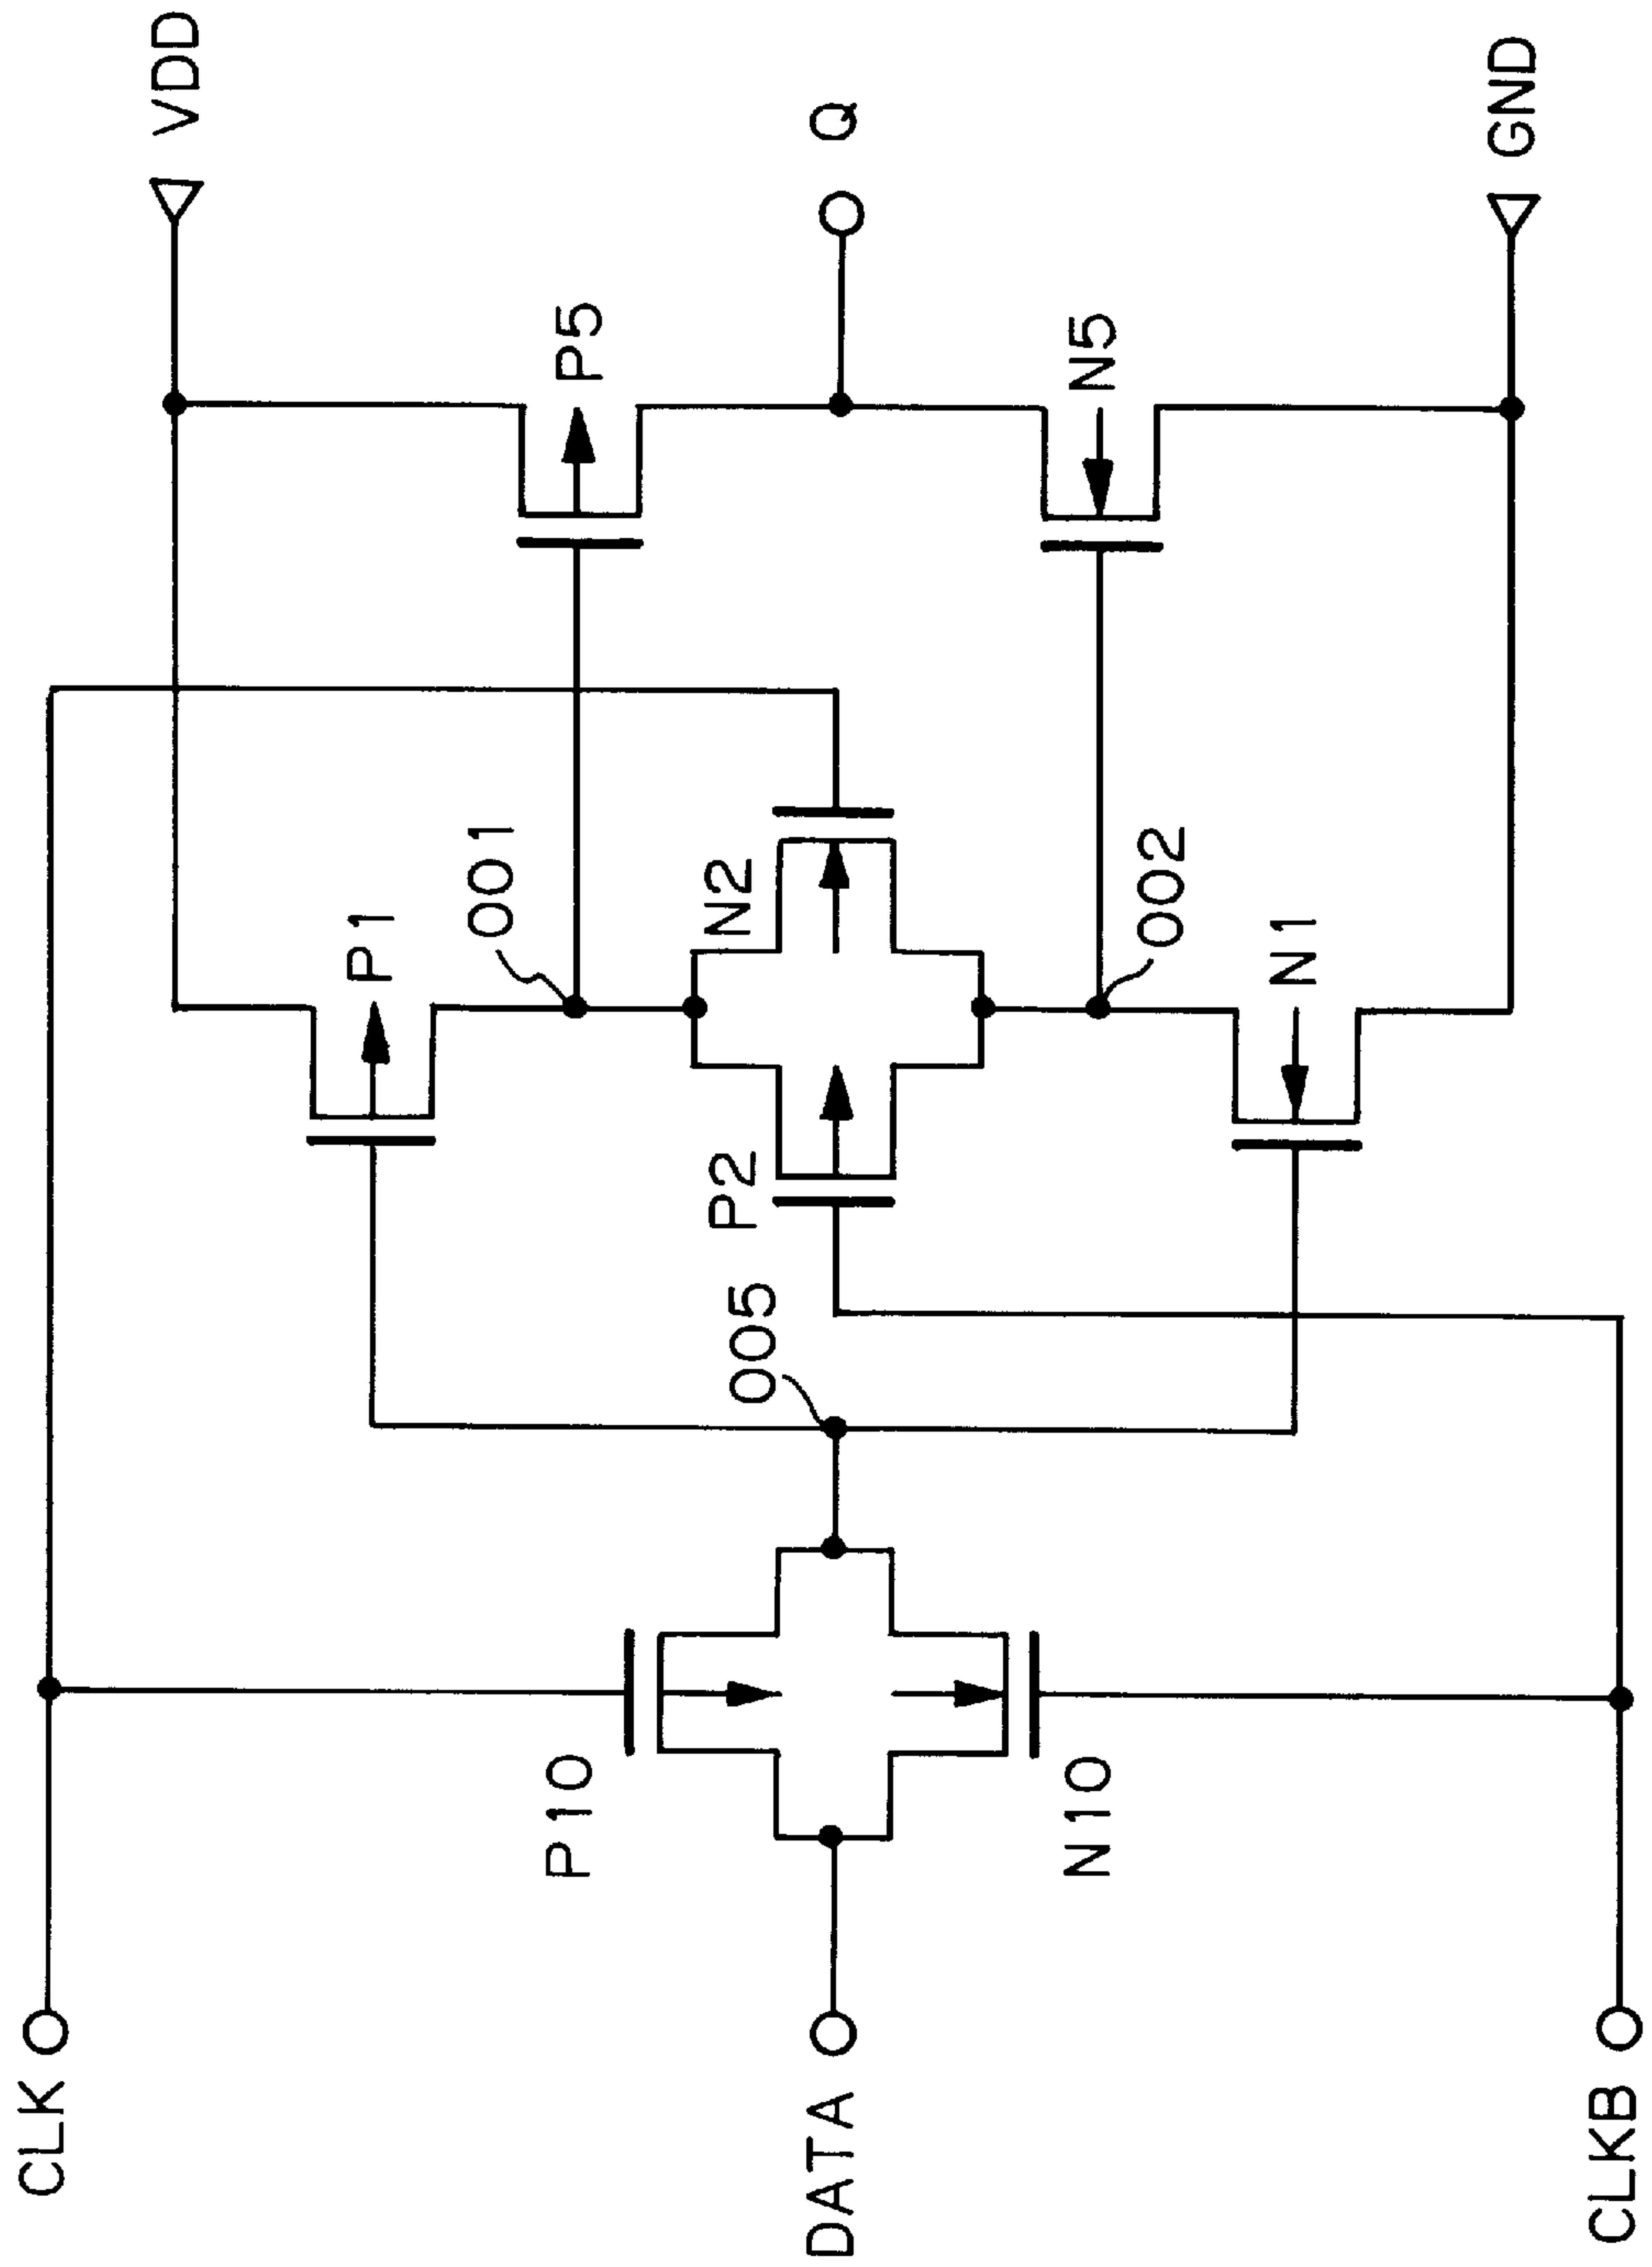 CLK
VDD
P1
P5
001
P10
P2
N2
005
DATA
Q
N10
002
N5
N1
CLKB
GND